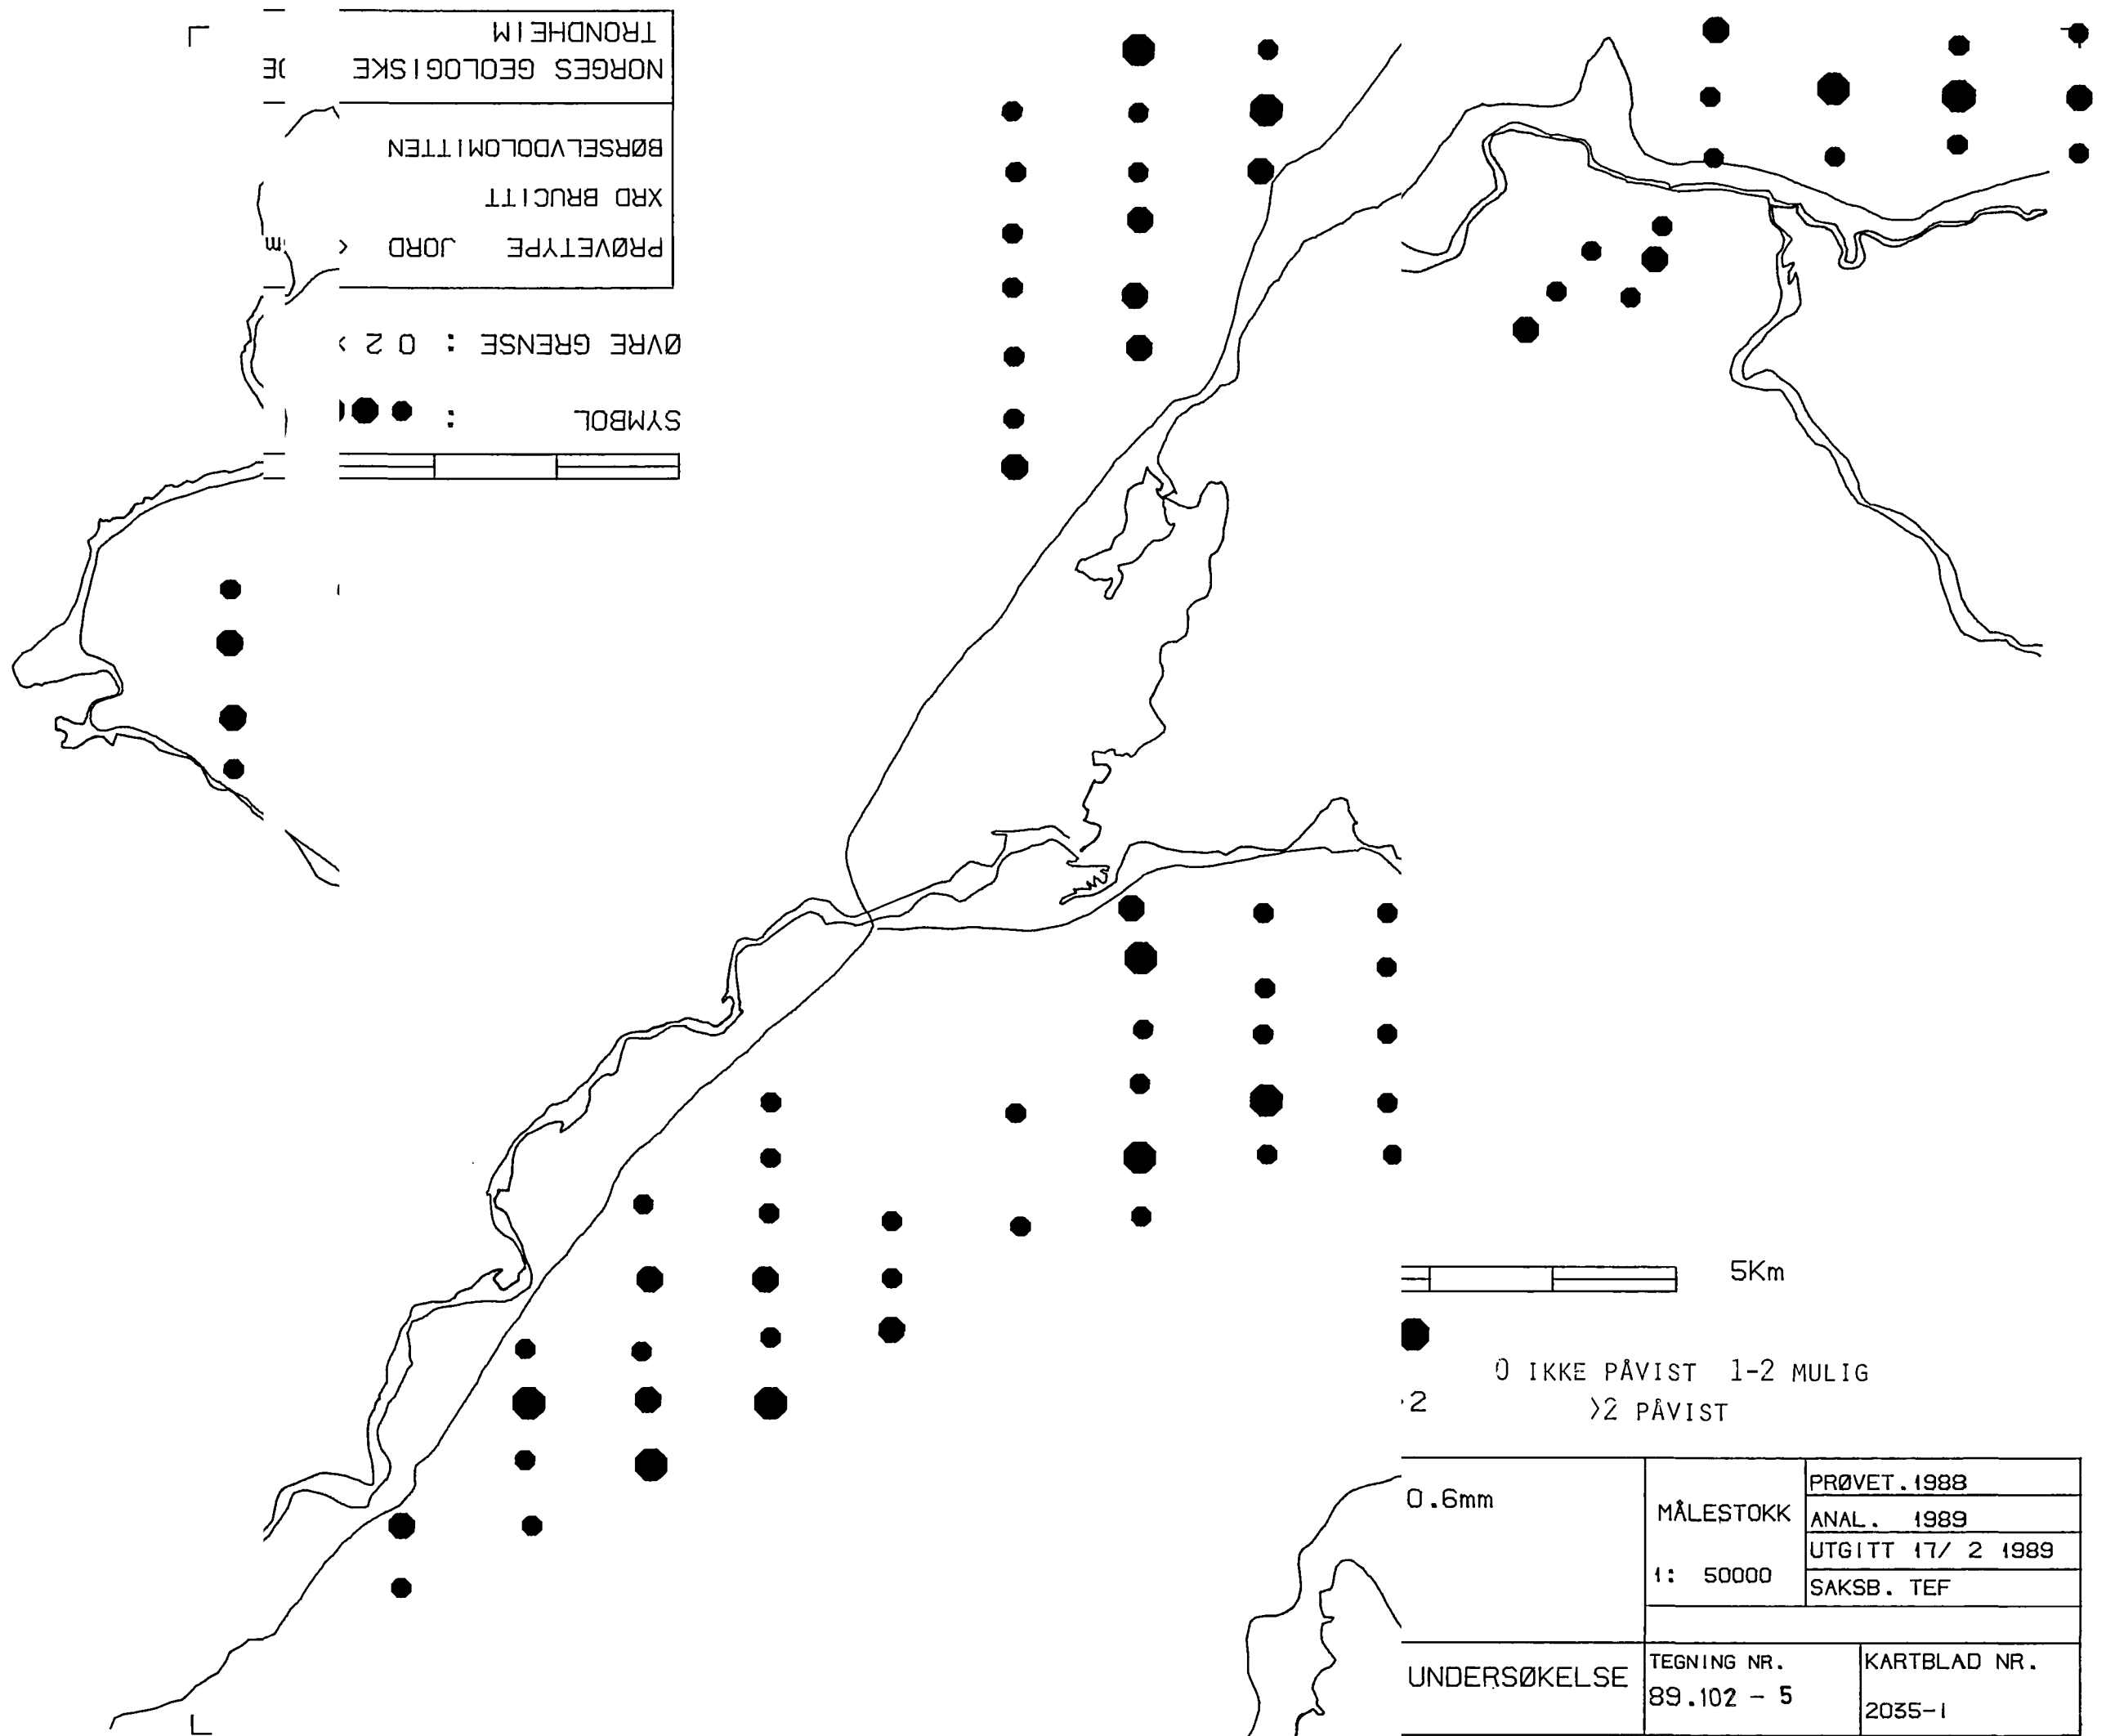 SYMBOL :
ØVRE GRENSE : 0 2
PRØVETYPE JORD <
m
XRD BRUCITT
BØRSELVDOLOMITTEN
NORGES GEOLOGISKE
TRONDHEIM
5Km
0 IKKE PÅVIST 1-2 MULIG
2 >2 PÅVIST
0.6mm
MÅLESTOKK
1: 50000
PRØVET.1988
ANAL. 1989
UTGITT 17/ 2 1989
SAKSB. TEF
UNDERSØKELSE
TEGNING NR.
89.102 - 5
KARTBLAD NR.
2035-I